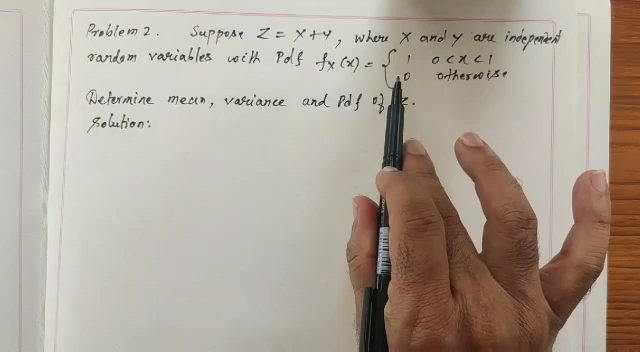 Problem 2. Suppose Z = X+Y, where X and Y are independent
random variables with Pdf f_X(x) = { 1 0<x<1
0 otherwise
Determine mean, variance and Pdf of Z.
Solution: